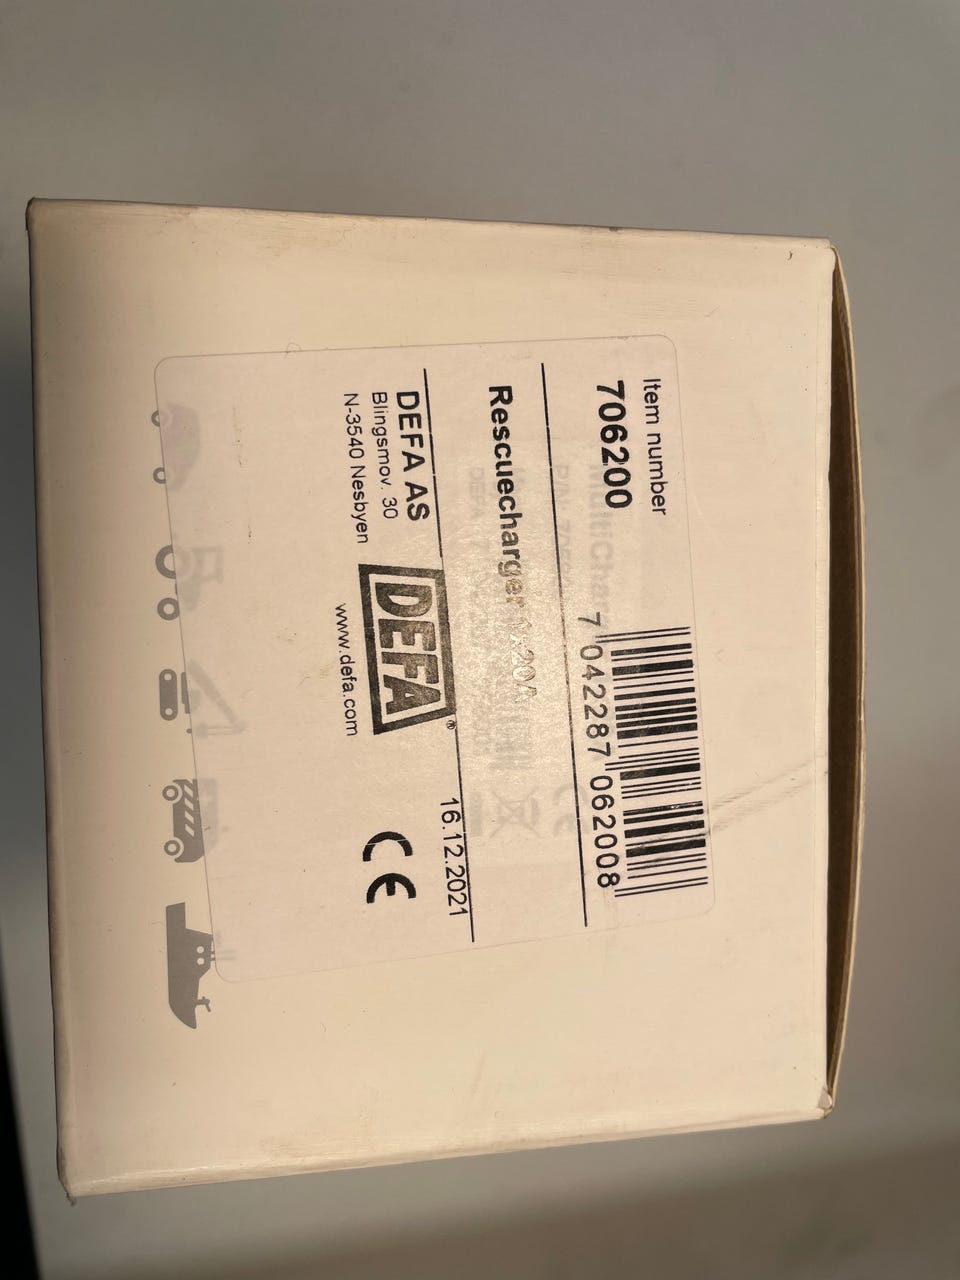 Item number
706200
7 042287 062008
Rescuecharger 1x20A
DEFA AS
Blingsmov. 30
N-3540 Nesbyen
DEFA®
www.defa.com
16.12.2021
CE